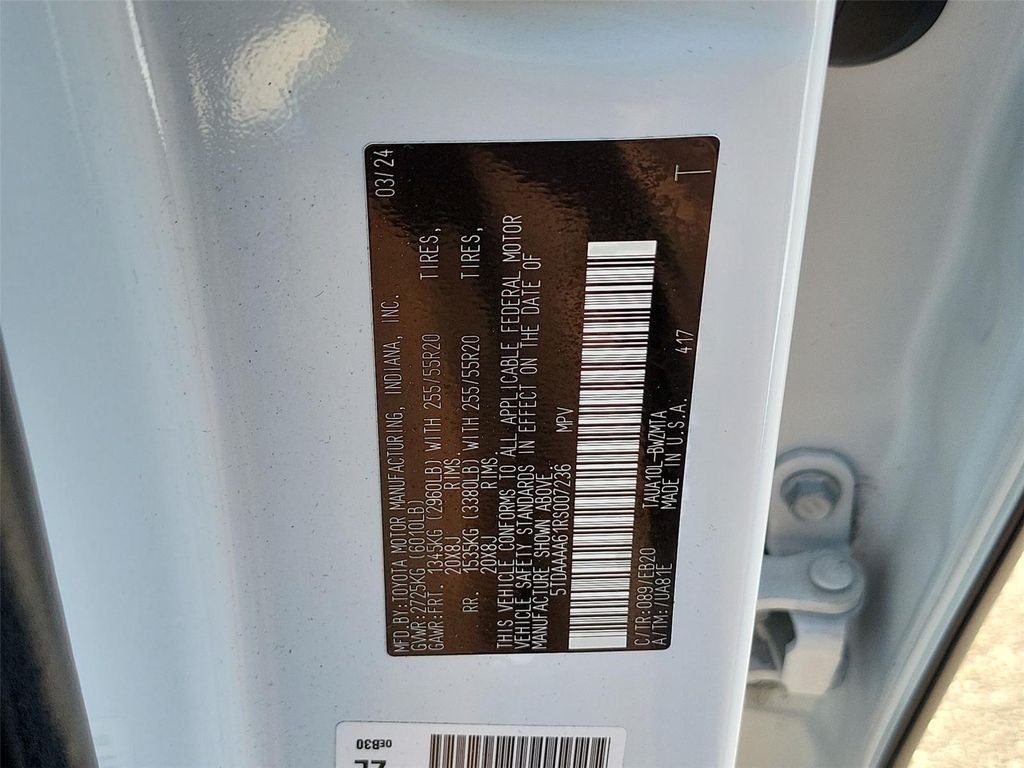 MFD BY: TOYOTA MOTOR MANUFACTURING, INDIANA, INC. 03/24
GVWR: 2725KG (6010LB)
GAWR: FRT. 1345KG (2960LB) WITH 255/55R20 TIRES,
20X8J RIMS.
RR. 1535KG (3380LB) WITH 255/55R20 TIRES,
20X8J RIMS.
THIS VEHICLE CONFORMS TO ALL APPLICABLE FEDERAL MOTOR
VEHICLE SAFETY STANDARDS IN EFFECT ON THE DATE OF
MANUFACTURE SHOWN ABOVE.
5TDAAAA61RS007236 MPV
C/TR: 089/EB20 TAUA10L-BWZMTA 417 T
A/TM: /UA81E MADE IN U.S.A.
0EB30